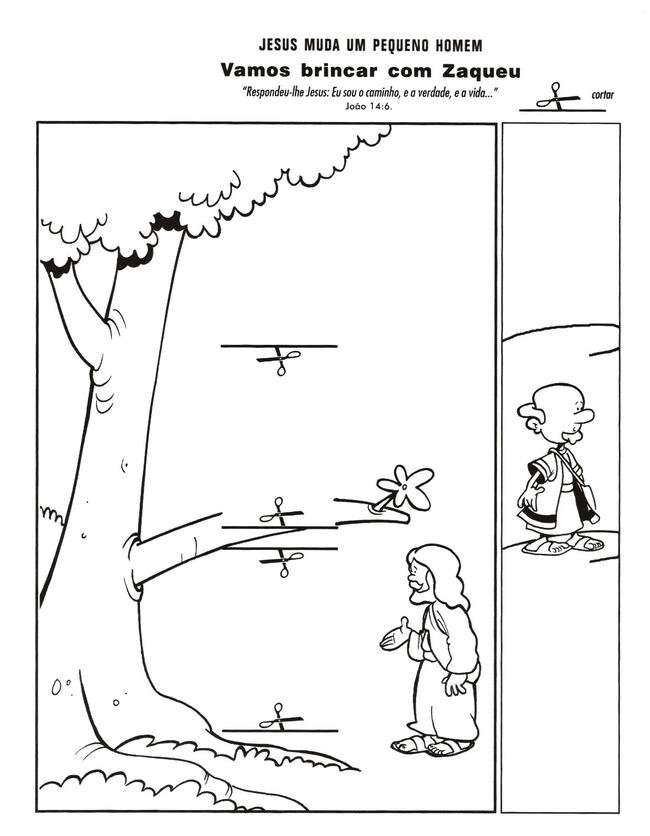 JESUS MUDA UM PEQUENO HOMEM
Vamos brincar com Zaqueu
“Respondeu-lhe Jesus: Eu sou o caminho, e a verdade, e a vida...”
João 14:6.
cortar